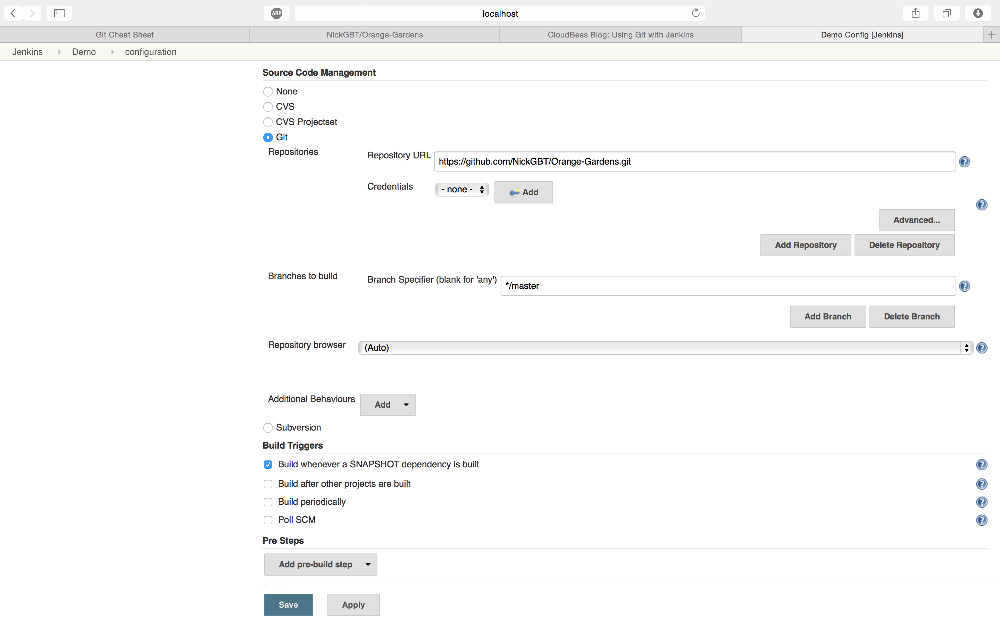 ABP
localhost
Git Cheat Sheet
NickGBT/Orange-Gardens
CloudBees Blog: Using Git with Jenkins
Demo Config [Jenkins]
Jenkins
Demo
configuration
Source Code Management
None
CVS
CVS Projectset
Git
Repositories
Repository URL
https://github.com/NickGBT/Orange-Gardens.git
Credentials
- none -
Add
Advanced...
Add Repository
Delete Repository
Branches to build
Branch Specifier (blank for 'any')
*/master
Add Branch
Delete Branch
Repository browser
(Auto)
Additional Behaviours
Add
Subversion
Build Triggers
Build whenever a SNAPSHOT dependency is built
Build after other projects are built
Build periodically
Poll SCM
Pre Steps
Add pre-build step
Save
Apply